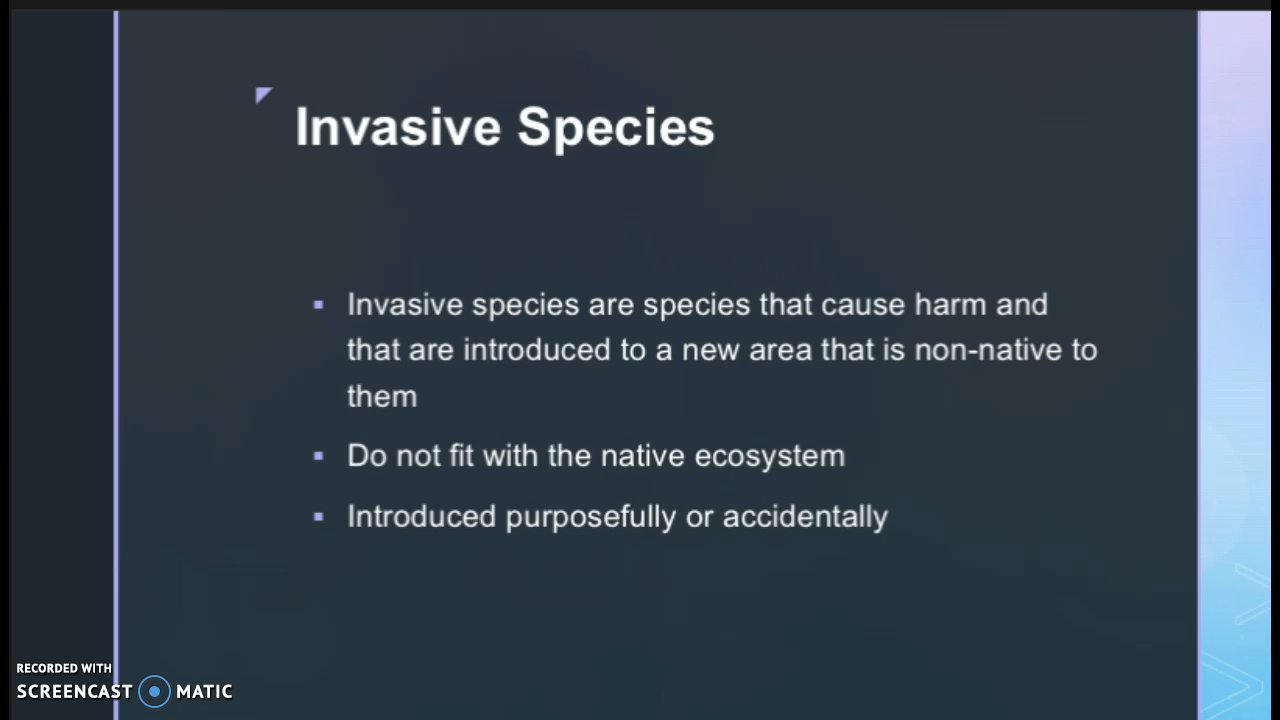 Invasive Species
Invasive species are species that cause harm and
that are introduced to a new area that is non-native to
them
Do not fit with the native ecosystem
Introduced purposefully or accidentally
RECORDED WITH
SCREENCAST MATIC